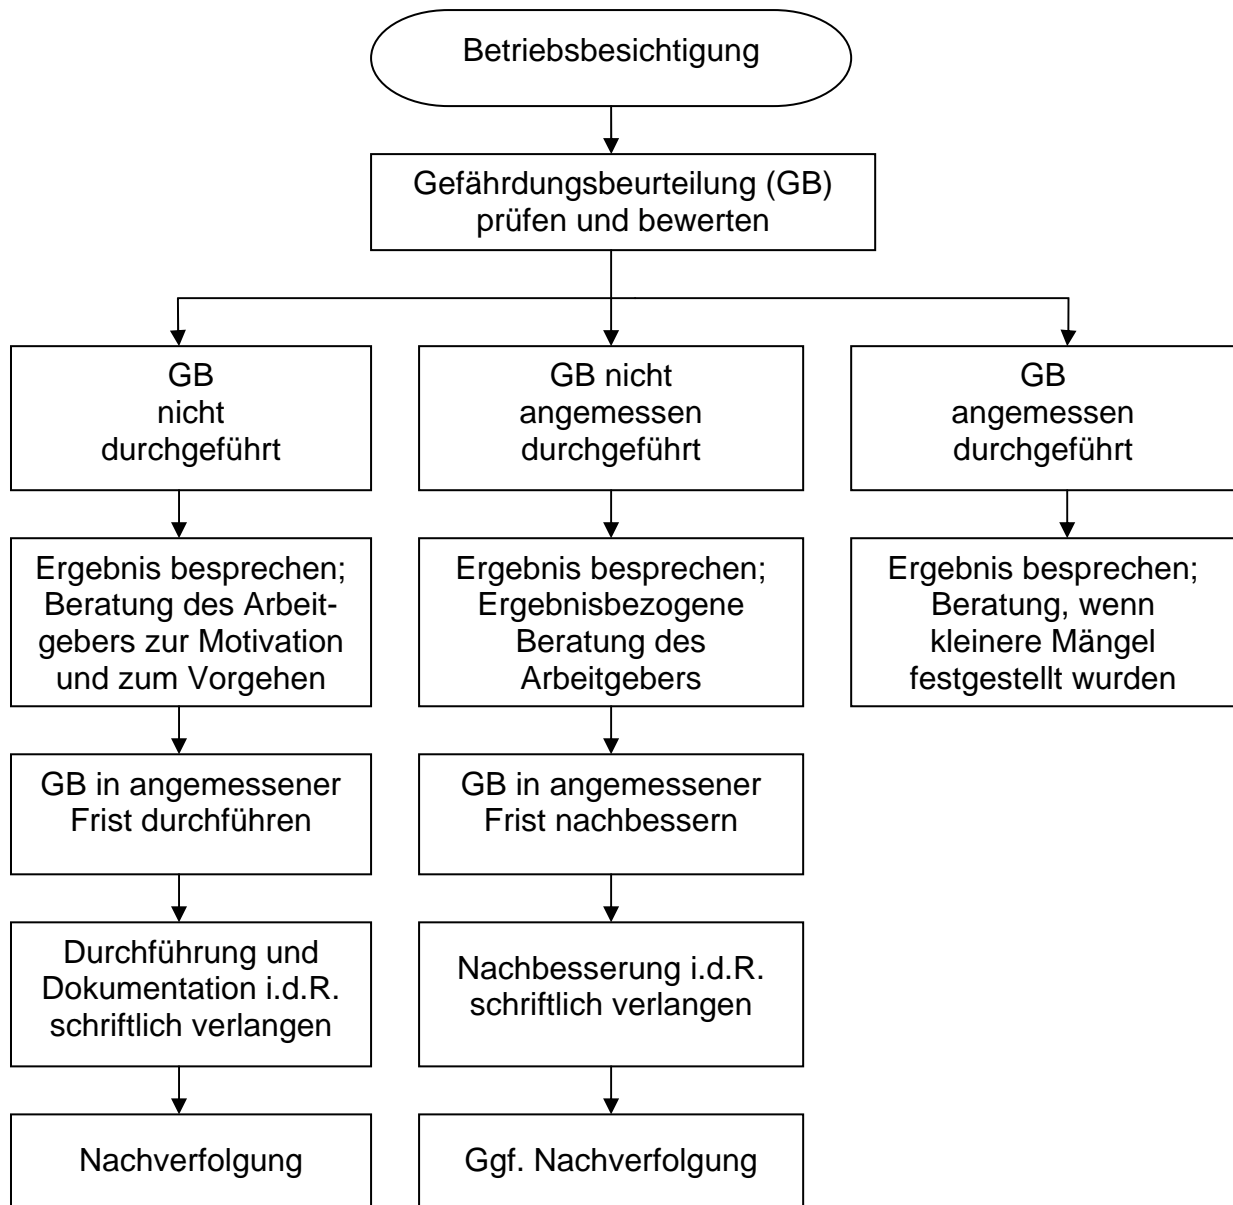 Betriebsbesichtigung
Gefährdungsbeurteilung (GB)
prüfen und bewerten
GB
nicht
durchgeführt
GB nicht
angemessen
durchgeführt
GB
angemessen
durchgeführt
Ergebnis besprechen;
Beratung des Arbeit-
gebers zur Motivation
und zum Vorgehen
Ergebnis besprechen;
Ergebnisbezogene
Beratung des
Arbeitgebers
Ergebnis besprechen;
Beratung, wenn
kleinere Mängel
festgestellt wurden
GB in angemessener
Frist durchführen
GB in angemessener
Frist nachbessern
Durchführung und
Dokumentation i.d.R.
schriftlich verlangen
Nachbesserung i.d.R.
schriftlich verlangen
Nachverfolgung
Ggf. Nachverfolgung